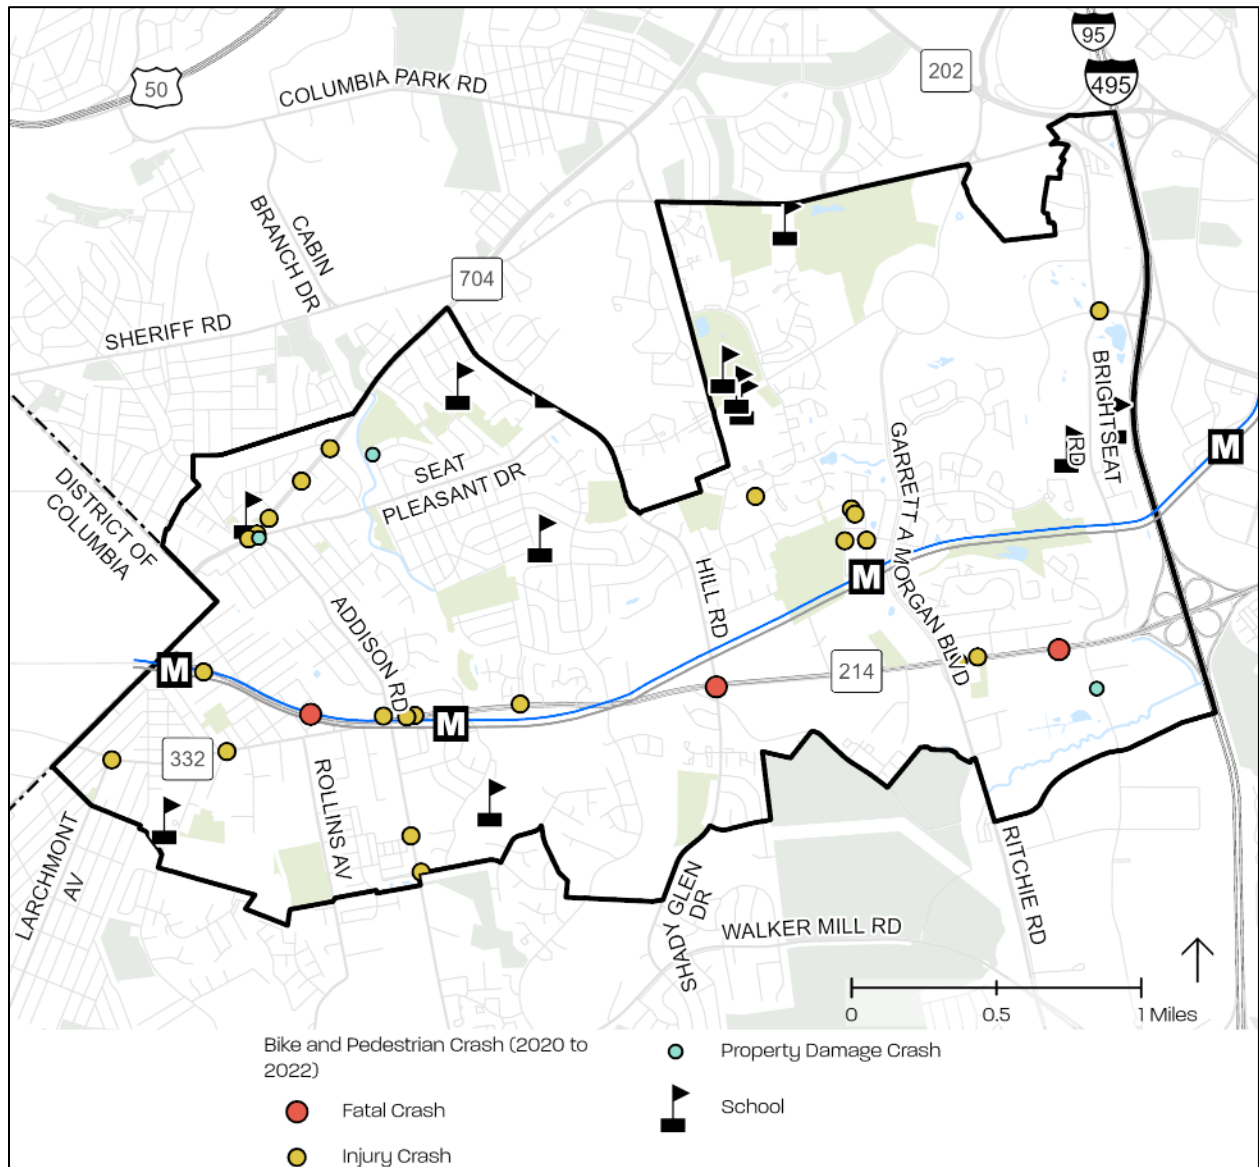 95
202
50
495
COLUMBIA PARK RD
CABIN
BRANCH DR
704
SHERIFF RD
BRIGHTSEAT
RD
GARRETT A MORGAN BLVD
M
SEAT
PLEASANT DR
DISTRICT OF
COLUMBIA
M
HILL RD
ADDISON RD
M
214
M
332
ROLLINS AV
LARCHMONT
AV
RITCHIE RD
SHADY GLEN
DR
WALKER MILL RD
0
0.5
1 Miles
Bike and Pedestrian Crash (2020 to
2022)
Fatal Crash
Injury Crash
Property Damage Crash
School